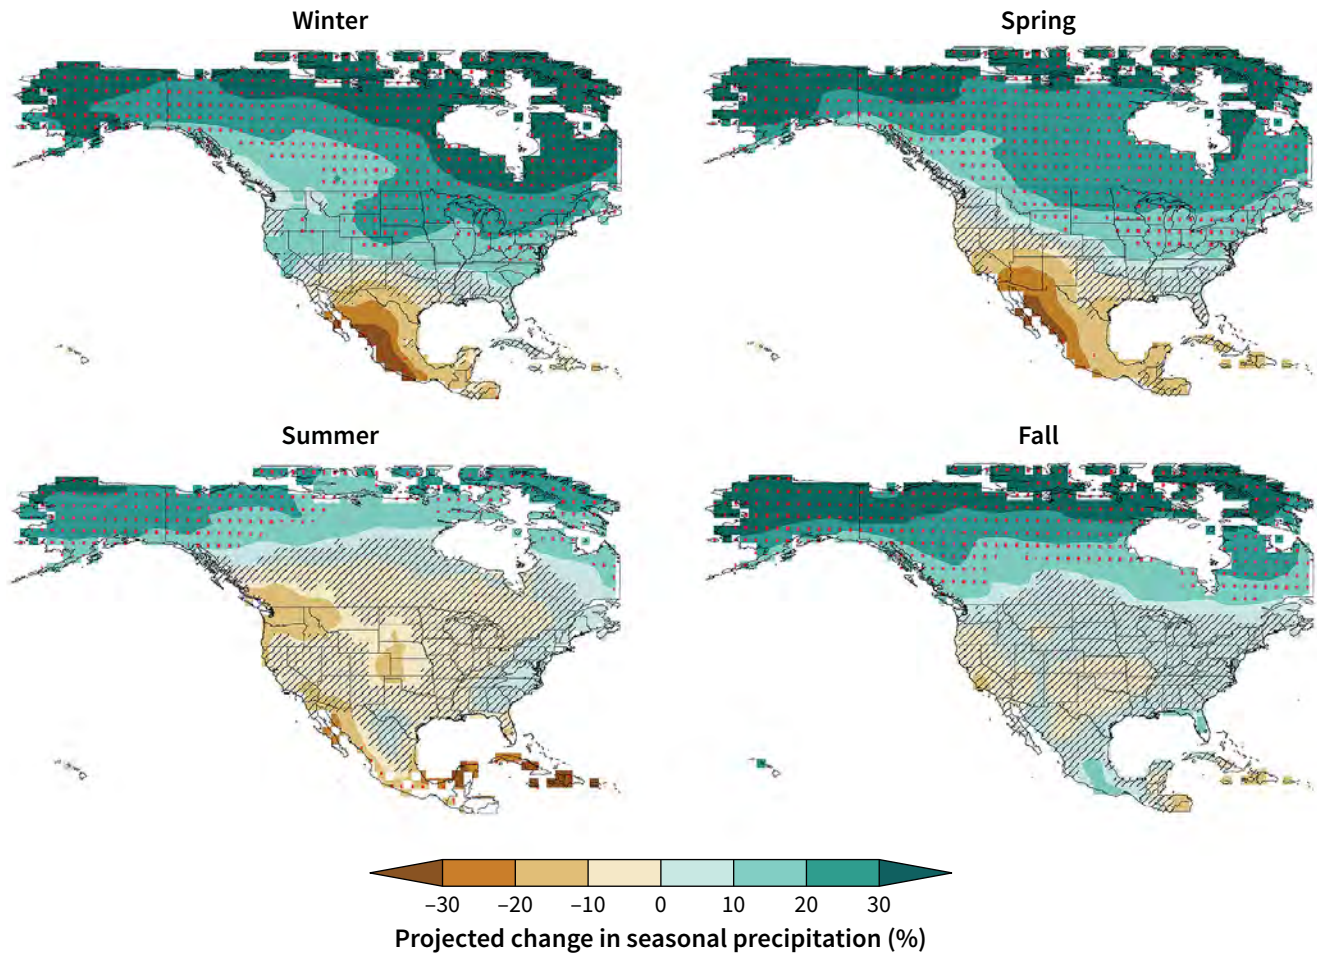 Winter
Spring
Summer
Fall
–30 –20 –10 0 10 20 30
Projected change in seasonal precipitation (%)